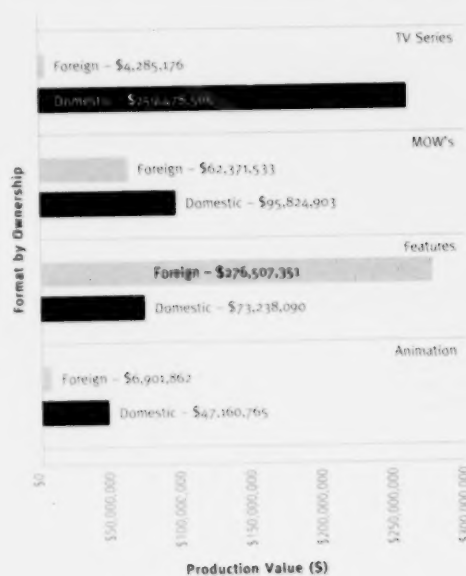 TV Series
Foreign – $4,285,176
Domestic –
MOW's
Foreign – $62,371,533
Domestic – $95,824,903
Features
Foreign – $276,507,351
Domestic – $73,238,090
Animation
Foreign – $6,901,862
Domestic – $47,160,765
Format by Ownership
$0
$50,000,000
$100,000,000
$150,000,000
$200,000,000
$250,000,000
$300,000,000
Production Value ($)